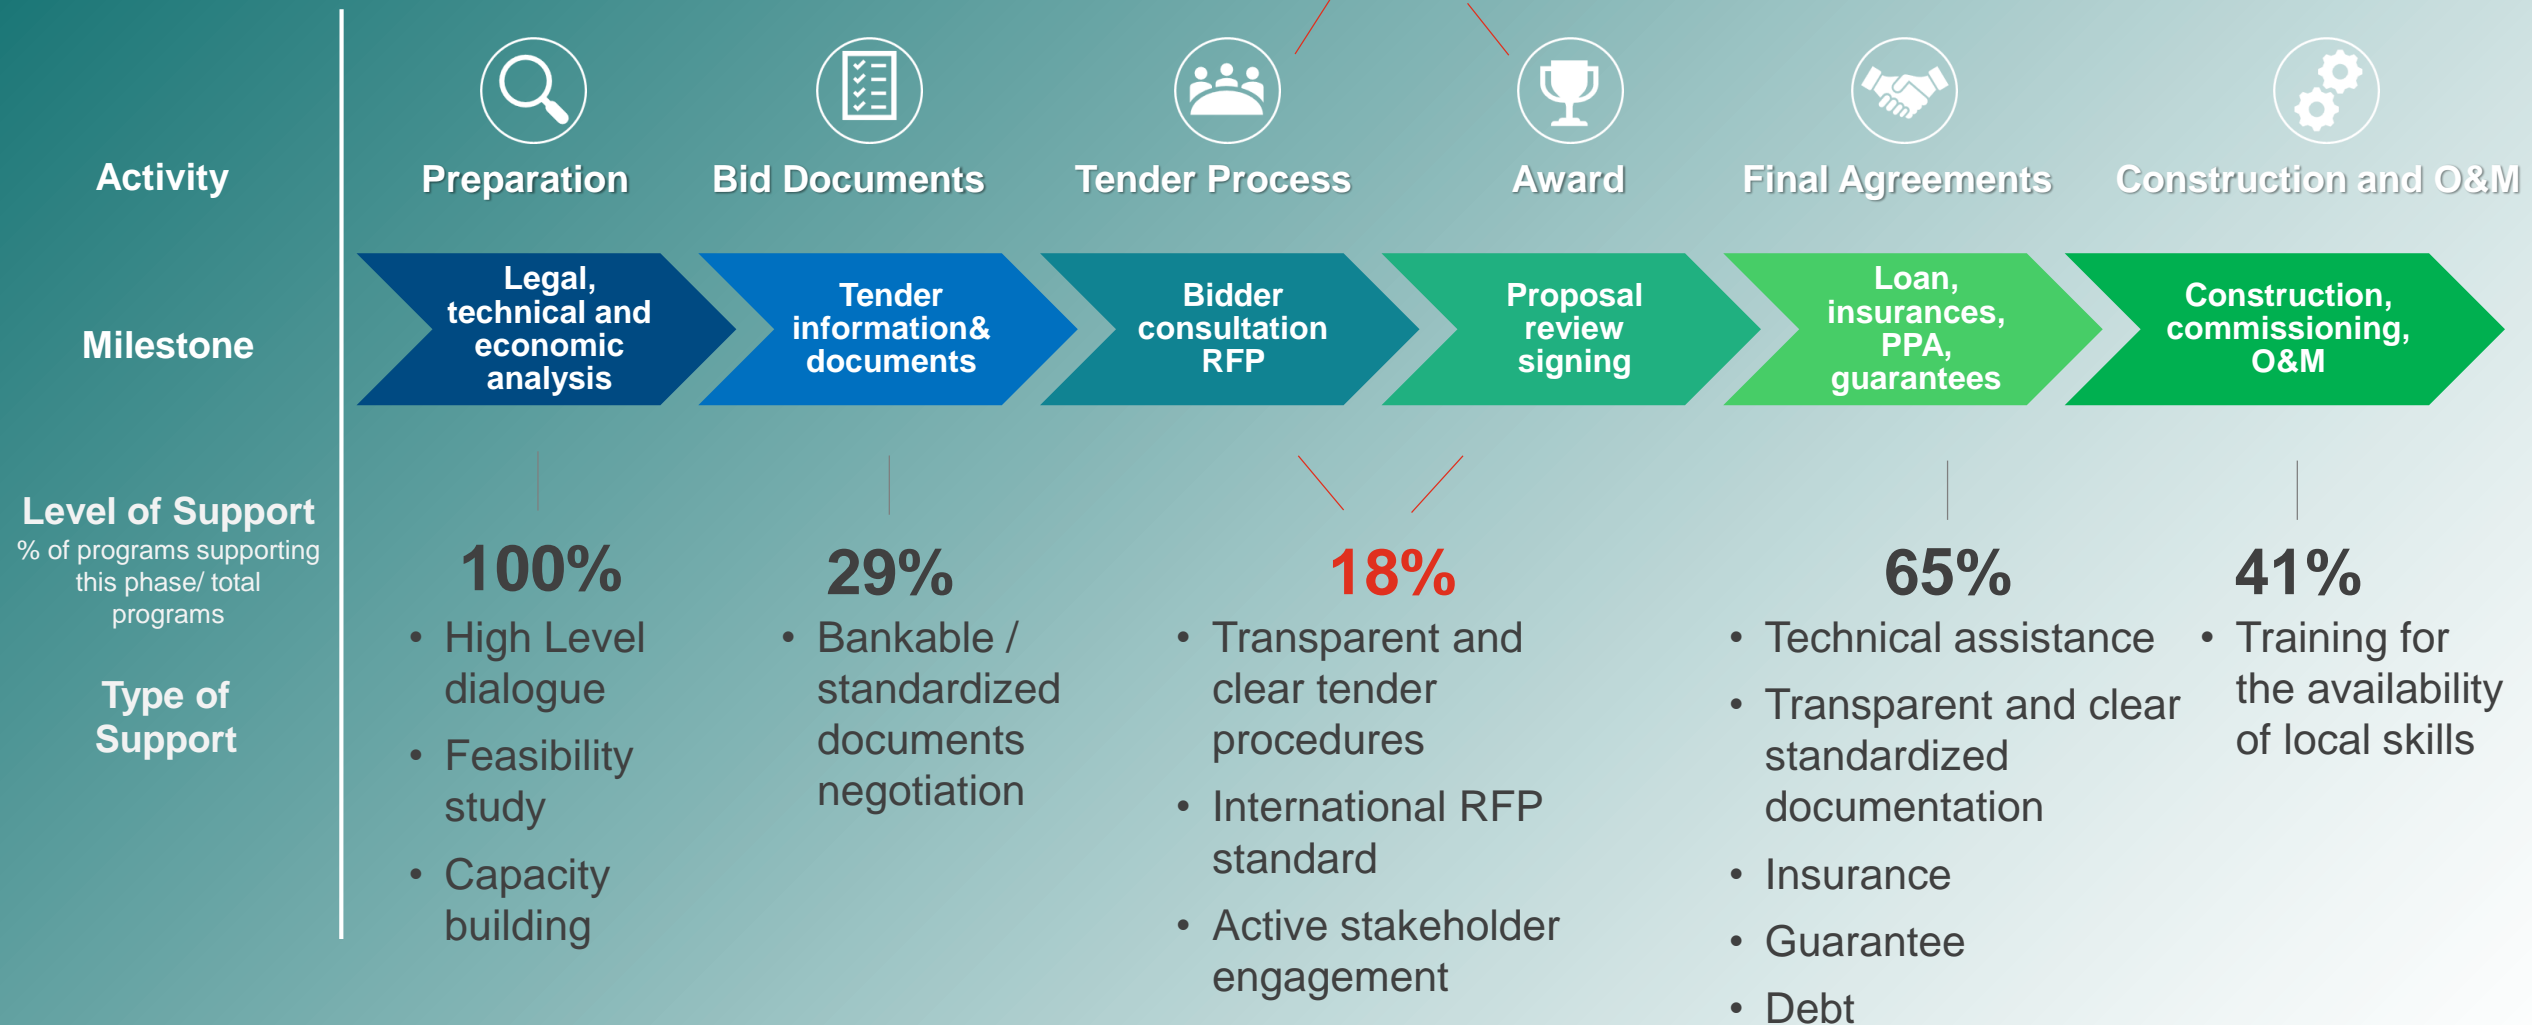 Activity
Preparation
Bid Documents
Tender Process
Award
Final Agreements
Construction and O&M
Milestone
Legal,
technical and
economic
analysis
Tender
information&
documents
Bidder
consultation
RFP
Proposal
review
signing
Loan,
insurances,
PPA,
guarantees
Construction,
commissioning,
O&M
Level of Support
% of programs supporting
this phase/ total
programs
100%
29%
18%
65%
41%
Type of
Support
• High Level
dialogue
• Feasibility
study
• Capacity
building
• Bankable /
standardized
documents
negotiation
• Transparent and
clear tender
procedures
• International RFP
standard
• Active stakeholder
engagement
• Technical assistance
• Transparent and clear
standardized
documentation
• Insurance
• Guarantee
• Debt
• Training for
the availability
of local skills